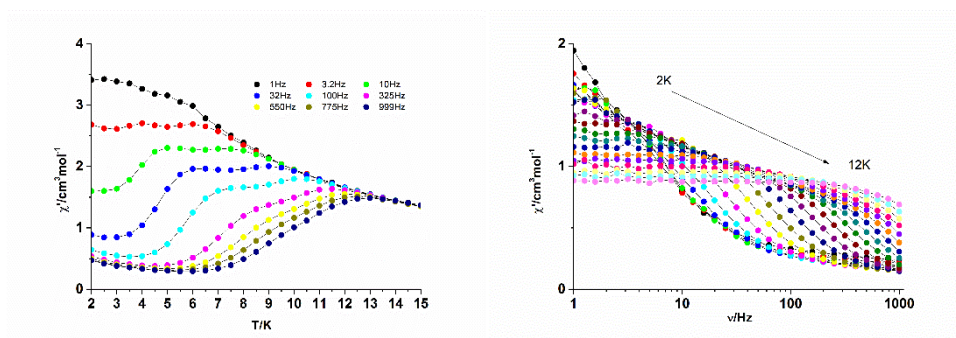 4
3
2
1
0
χ'/cm³mol⁻¹
1Hz 3.2Hz 10Hz
32Hz 100Hz 325Hz
550Hz 775Hz 999Hz
2 3 4 5 6 7 8 9 10 11 12 13 14 15
T/K
2
1
0
χ'/cm³mol⁻¹
2K
12K
1 10 100 1000
ν/Hz